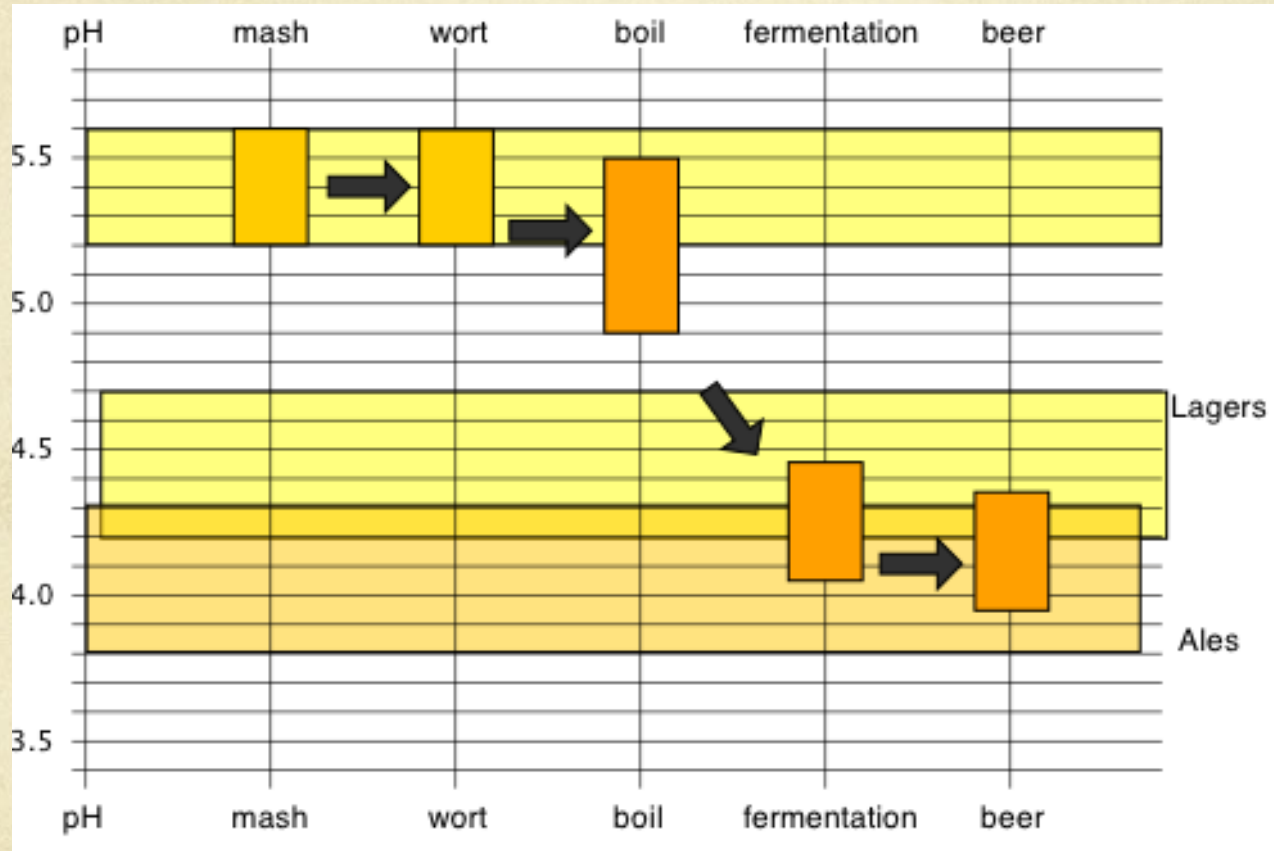 pH mash wort boil fermentation beer
5.5
5.0
Lagers
4.5
4.0
Ales
3.5
pH mash wort boil fermentation beer